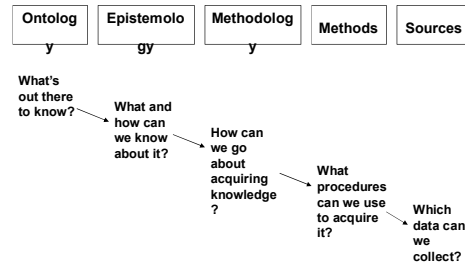 Ontolog
y
Epistemolo
gy
Methodolog
y
Methods
Sources
What's
out there
to know?
What and
how can
we know
about it?
How can
we go
about
acquiring
knowledge
?
What
procedures
can we use
to acquire
it?
Which
data can
we
collect?